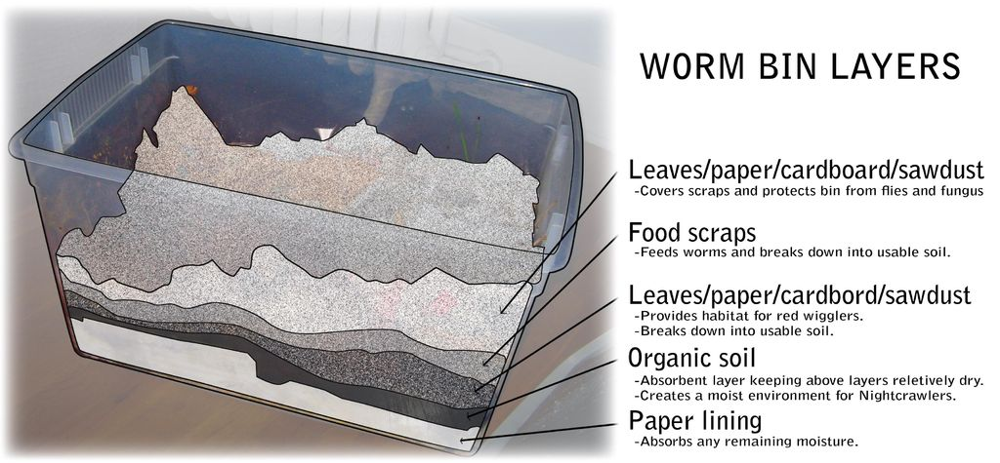 WORM BIN LAYERS
Leaves/paper/cardboard/sawdust
-Covers scraps and protects bin from flies and fungus
Food scraps
-Feeds worms and breaks down into usable soil.
Leaves/paper/cardbord/sawdust
-Provides habitat for red wigglers.
-Breaks down into usable soil.
Organic soil
-Absorbent layer keeping above layers reletively dry.
-Creates a moist environment for Nightcrawlers.
Paper lining
-Absorbs any remaining moisture.